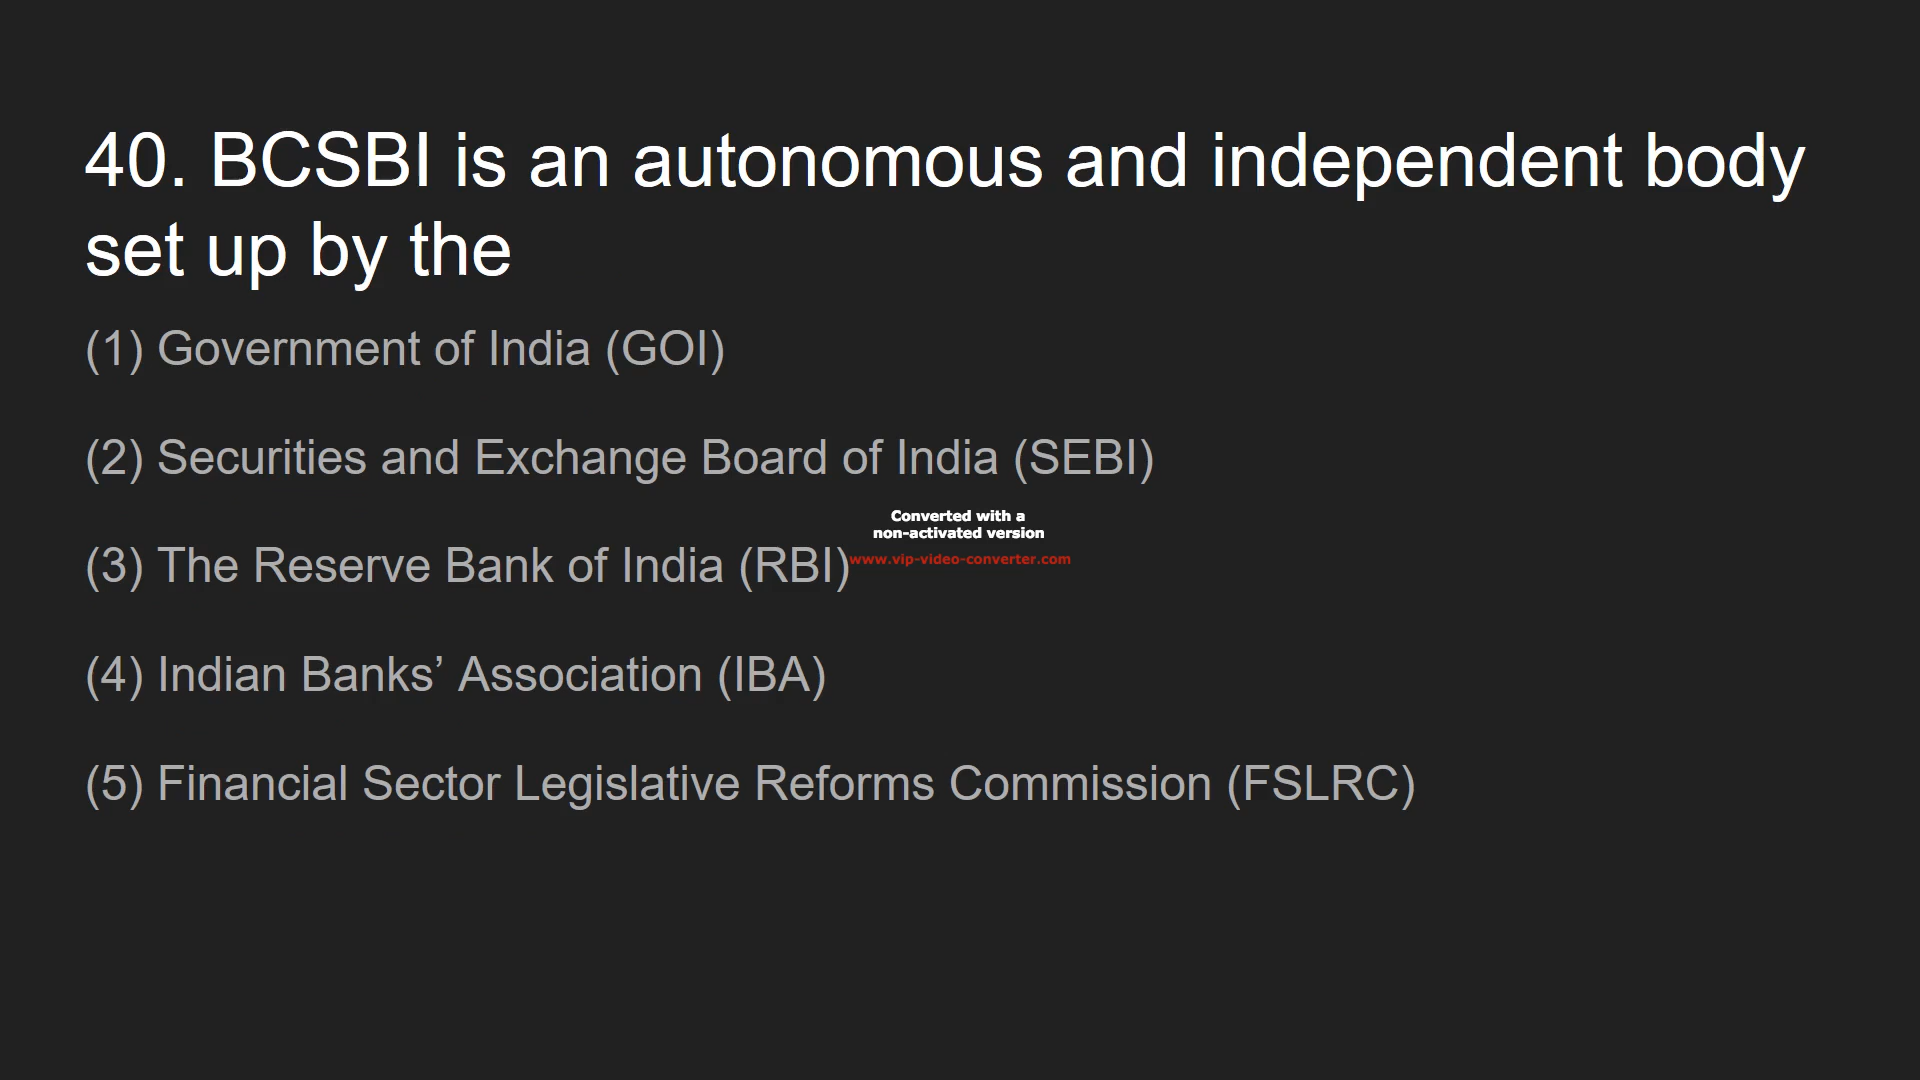 40. BCSBI is an autonomous and independent body
set up by the
(1) Government of India (GOI)
(2) Securities and Exchange Board of India (SEBI)
Converted with a
non-activated version
(3) The Reserve Bank of India (RBI)
www.vip-video-converter.com
(4) Indian Banks’ Association (IBA)
(5) Financial Sector Legislative Reforms Commission (FSLRC)